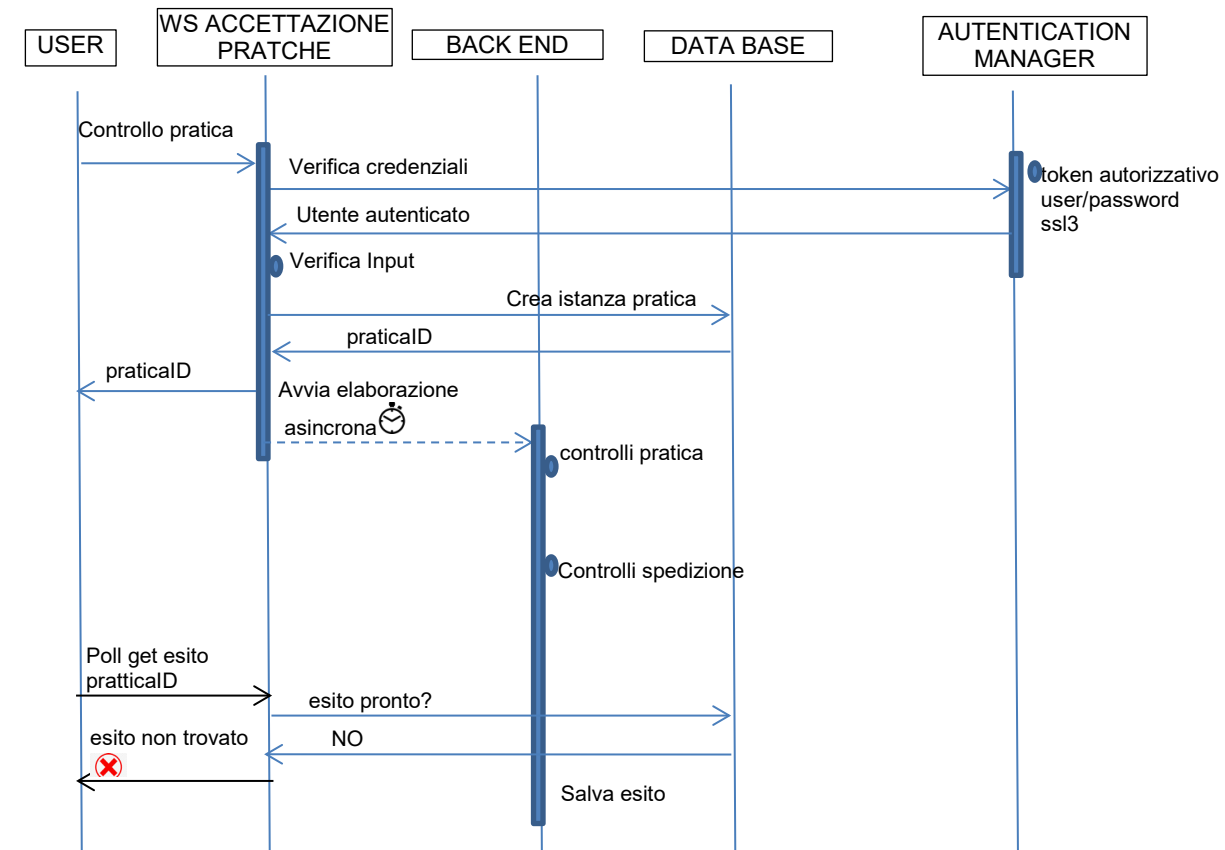 USER
WS ACCETTAZIONE
PRATCHE
BACK END
DATA BASE
AUTENTICATION
MANAGER
Controllo pratica
Verifica credenziali
token autorizzativo
user/password
ssl3
Utente autenticato
Verifica Input
Crea istanza pratica
praticaID
praticaID
Avvia elaborazione
asincrona
controlli pratica
Controlli spedizione
Poll get esito
pratticaID
esito pronto?
esito non trovato
NO
Salva esito